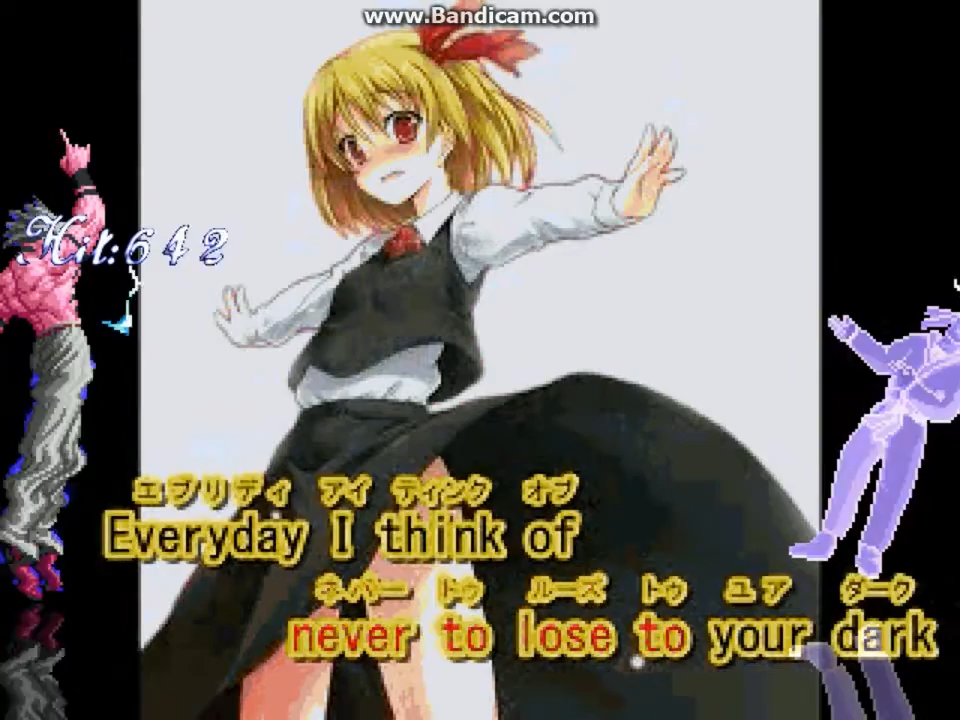 www.Bandicam.com
Hit:642
エブリディ アイ ティンク オブ
Everyday I think of
ネバー トゥ ルーズ トゥ ユア ダーク
never to lose to your dark